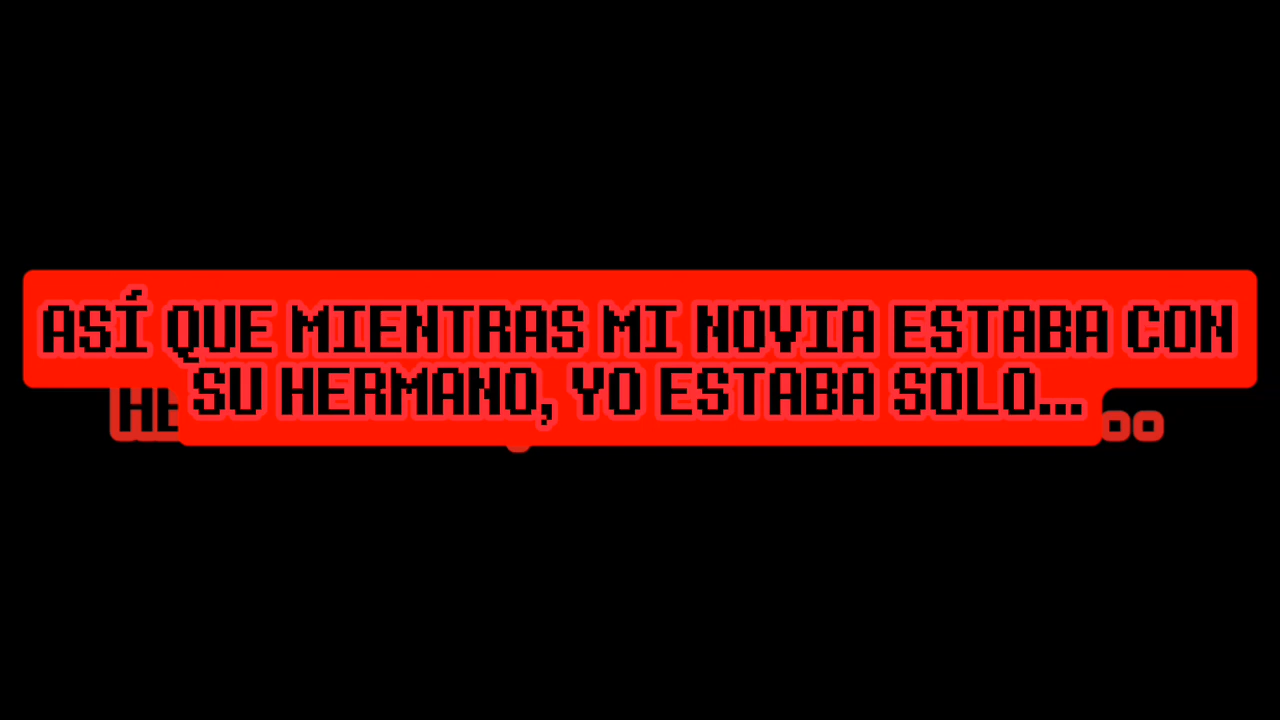 ASÍ QUE MIENTRAS MI NOVIA ESTABA CON
SU HERMANO, YO ESTABA SOLO...